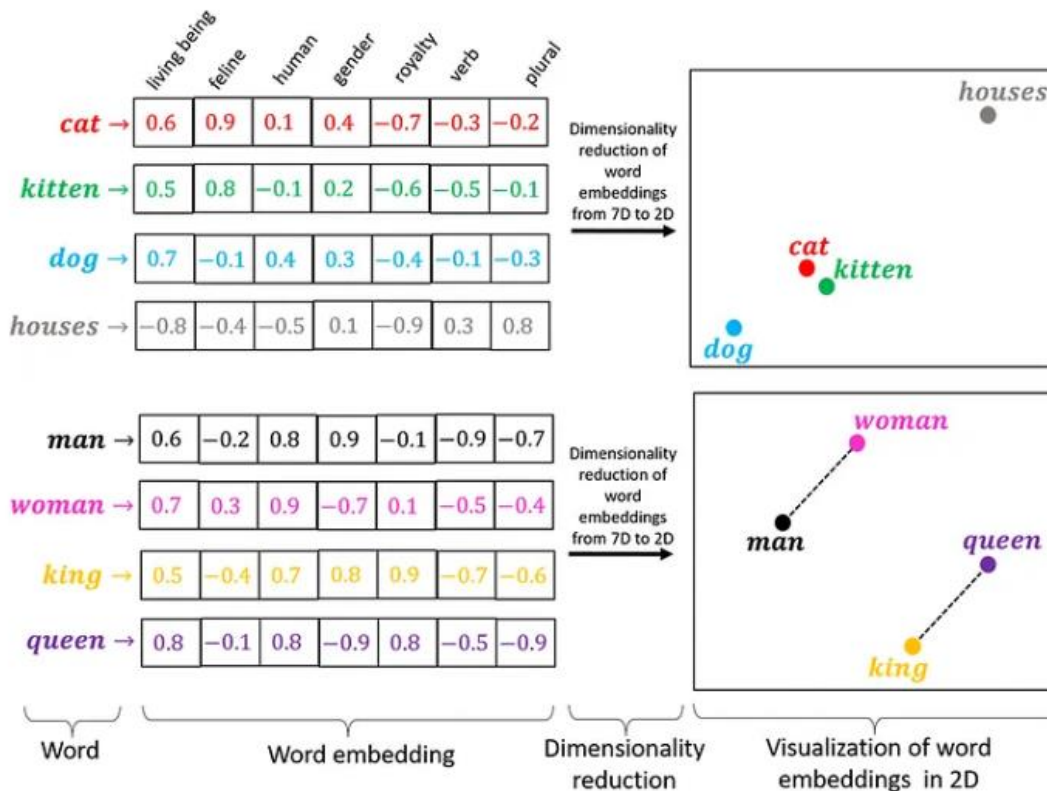 living being feline human gender royalty verb plural
cat → 0.6 0.9 0.1 0.4 −0.7 −0.3 −0.2
kitten → 0.5 0.8 −0.1 0.2 −0.6 −0.5 −0.1
dog → 0.7 −0.1 0.4 0.3 −0.4 −0.1 −0.3
houses → −0.8 −0.4 −0.5 0.1 −0.9 0.3 0.8
Dimensionality
reduction of
word
embeddings
from 7D to 2D
houses
cat
kitten
dog
man → 0.6 −0.2 0.8 0.9 −0.1 −0.9 −0.7
woman → 0.7 0.3 0.9 −0.7 0.1 −0.5 −0.4
king → 0.5 −0.4 0.7 0.8 0.9 −0.7 −0.6
queen → 0.8 −0.1 0.8 −0.9 0.8 −0.5 −0.9
Dimensionality
reduction of
word
embeddings
from 7D to 2D
woman
man
queen
king
Word
Word embedding
Dimensionality
reduction
Visualization of word
embeddings in 2D